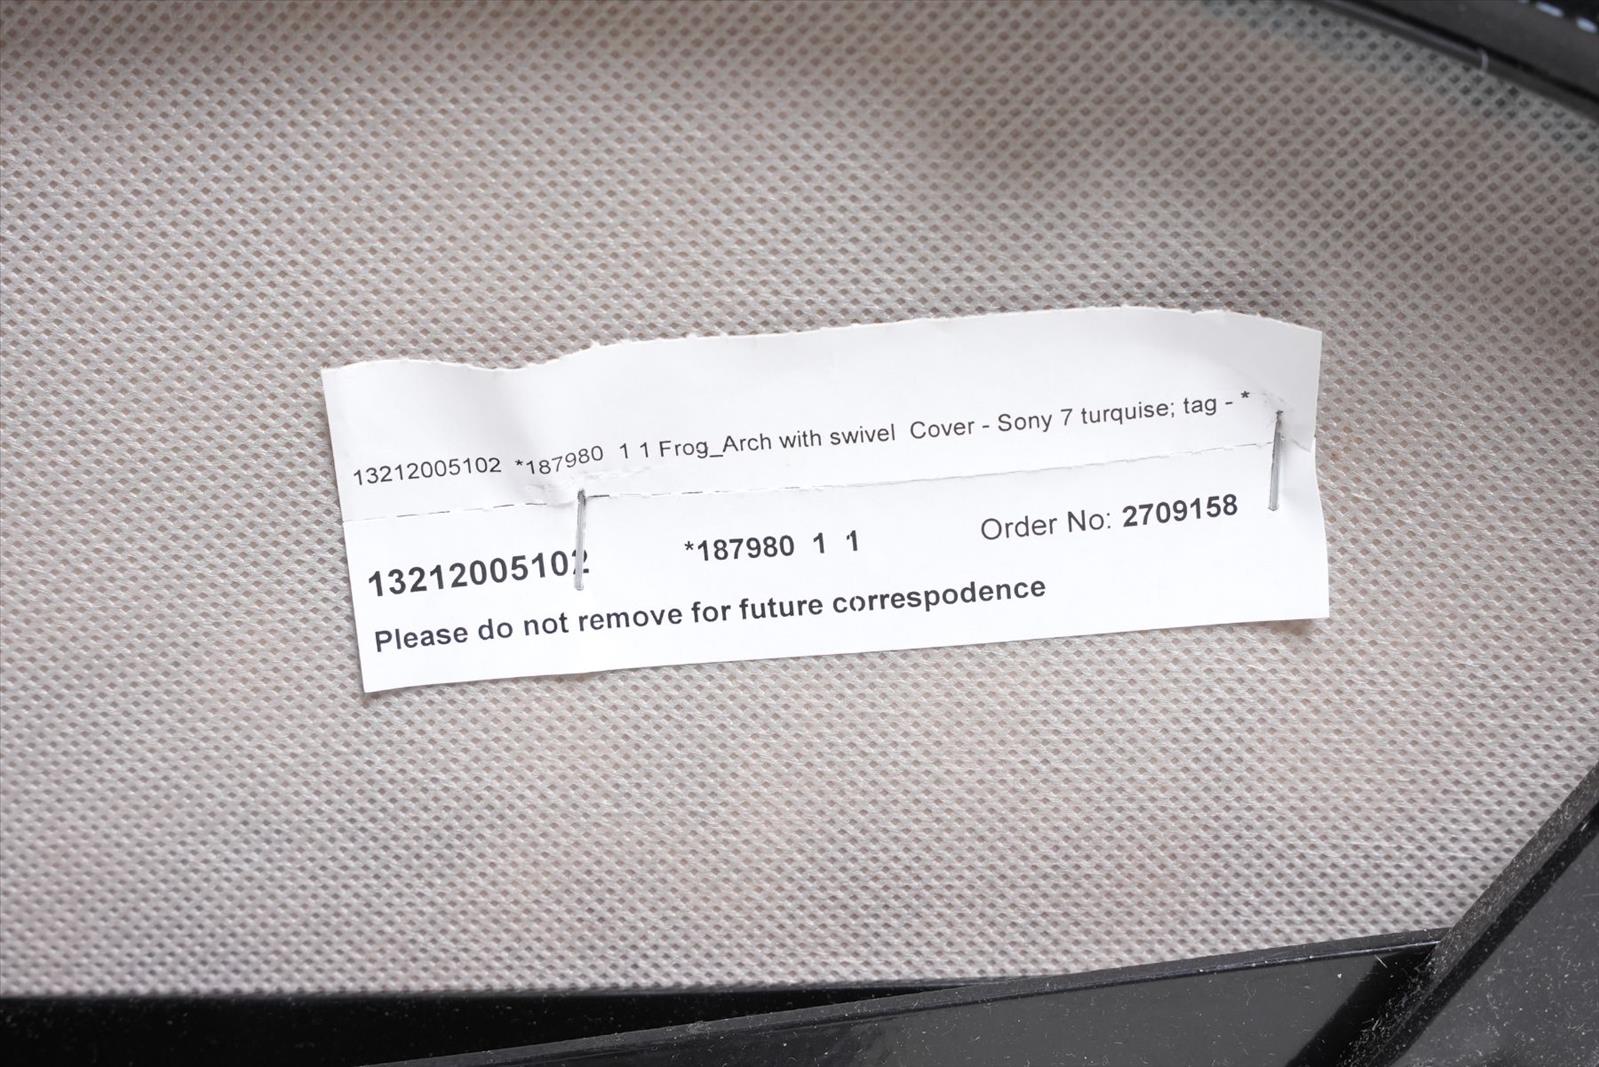 13212005102 *187980 1 1 Frog_Arch with swivel Cover - Sony 7 turquise; tag - *
13212005102 *187980 1 1 Order No: 2709158
Please do not remove for future correspodence